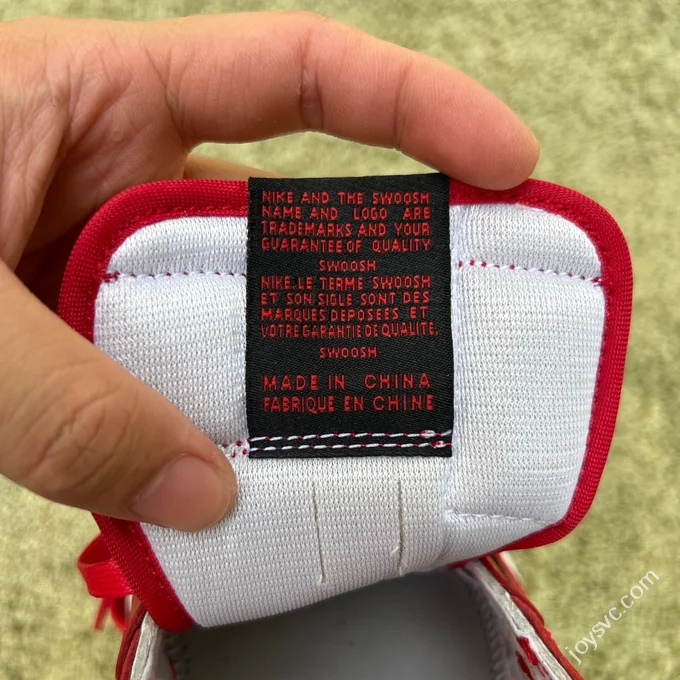 NIKE AND THE SWOOSH
NAME AND LOGO ARE
TRADEMARKS AND YOUR
GUARANTEE OF QUALITY
SWOOSH
NIKE.LE TERME SWOOSH
ET SON SIGLE SONT DES
MARQUES DEPOSEES ET
VOTRE GARANTIE DE QUALITE.
SWOOSH
MADE IN CHINA
FABRIQUE EN CHINE
joysvc.com